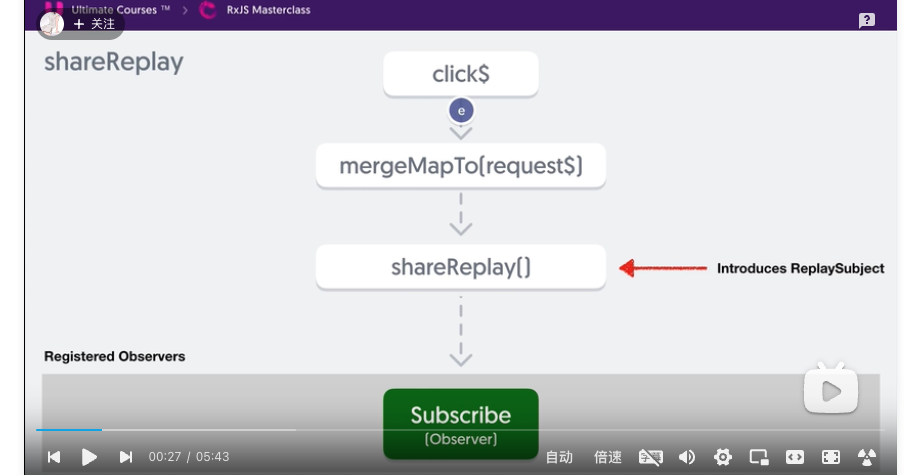 Ultimate Courses ™ > RxJS Masterclass
+ 关注
?
shareReplay
click$
e
mergeMapTo(request$)
shareReplay()
Introduces ReplaySubject
Registered Observers
Subscribe
(Observer)
00:27 / 05:43
自动
倍速